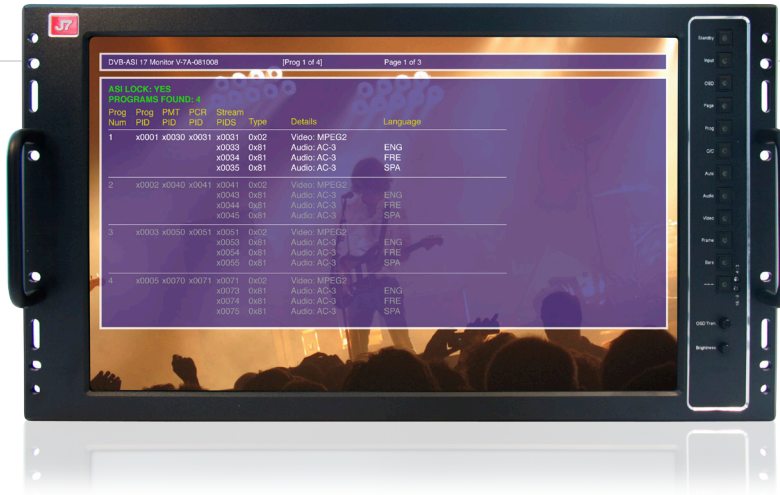 J7
DVB-ASI 17 Monitor V-7A-081008 [Prog 1 of 4] Page 1 of 3
ASI LOCK: YES
PROGRAMS FOUND: 4
Prog Prog PMT PCR Stream
Num PID PID PID PIDS Type Details Language
1 x0001 x0030 x0031 x0031 0x02 Video: MPEG2
x0033 0x81 Audio: AC-3 ENG
x0034 0x81 Audio: AC-3 FRE
x0035 0x81 Audio: AC-3 SPA
2 x0002 x0040 x0041 x0041 0x02 Video: MPEG2
x0043 0x81 Audio: AC-3 ENG
x0044 0x81 Audio: AC-3 FRE
x0045 0x81 Audio: AC-3 SPA
3 x0003 x0050 x0051 x0051 0x02 Video: MPEG2
x0053 0x81 Audio: AC-3 ENG
x0054 0x81 Audio: AC-3 FRE
x0055 0x81 Audio: AC-3 SPA
4 x0005 x0070 x0071 x0071 0x02 Video: MPEG2
x0073 0x81 Audio: AC-3 ENG
x0074 0x81 Audio: AC-3 FRE
x0075 0x81 Audio: AC-3 SPA
Standby
Input
OSD
Page
Prog
D/C
Auto
Audio
Video
Frame
Bars
16:9 4:3
OSD Tran
Brightness